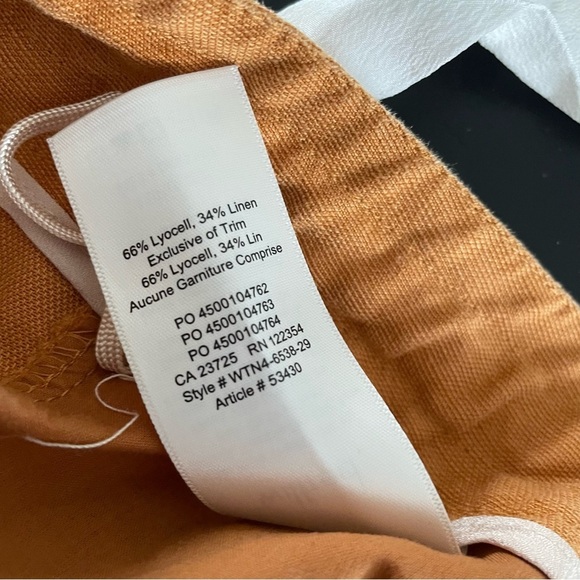 66% Lyocell, 34% Linen
Exclusive of Trim
66% Lyocell, 34% Lin
Aucune Garniture Comprise
PO 4500104762
PO 4500104763
PO 4500104764
CA 23725 RN 122354
Style # WTN4-6538-29
Article # 53430